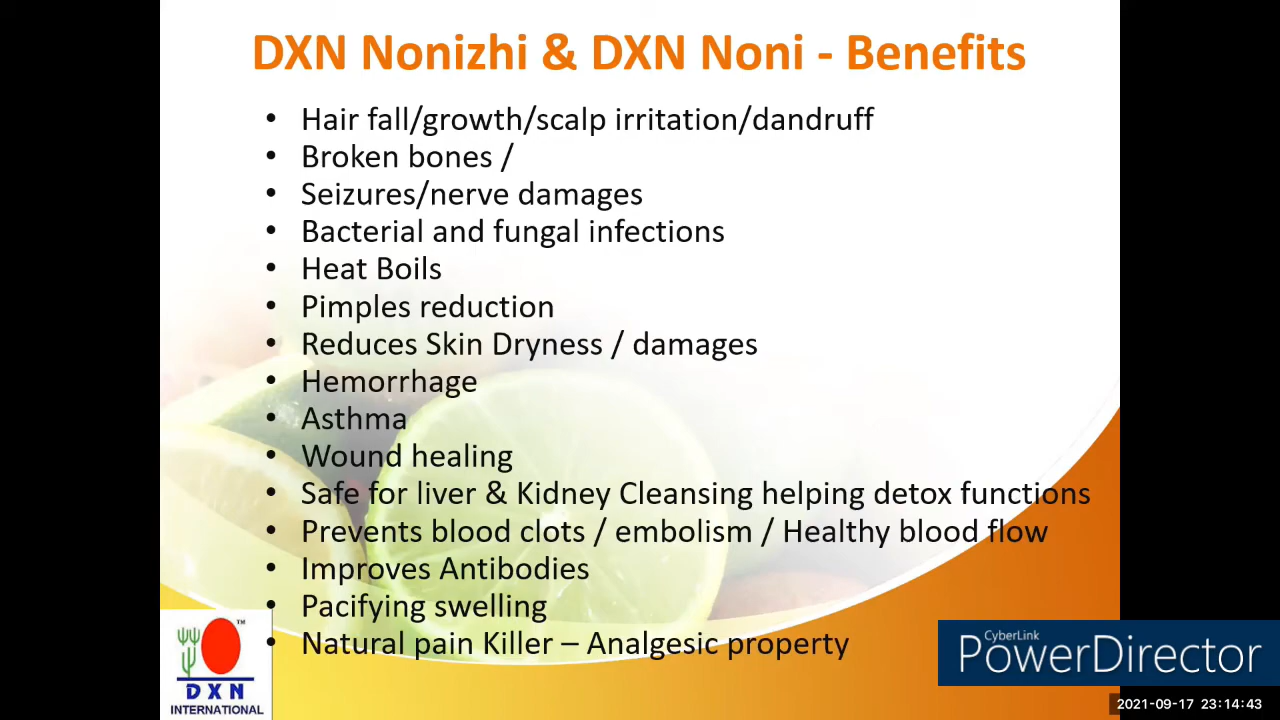 DXN Nonizhi & DXN Noni - Benefits
• Hair fall/growth/scalp irritation/dandruff
• Broken bones /
• Seizures/nerve damages
• Bacterial and fungal infections
• Heat Boils
• Pimples reduction
• Reduces Skin Dryness / damages
• Hemorrhage
• Asthma
• Wound healing
• Safe for liver & Kidney Cleansing helping detox functions
• Prevents blood clots / embolism / Healthy blood flow
• Improves Antibodies
• Pacifying swelling
• Natural pain Killer – Analgesic property
TM
DXN
INTERNATIONAL
CyberLink
PowerDirector
2021-09-17 23:14:43